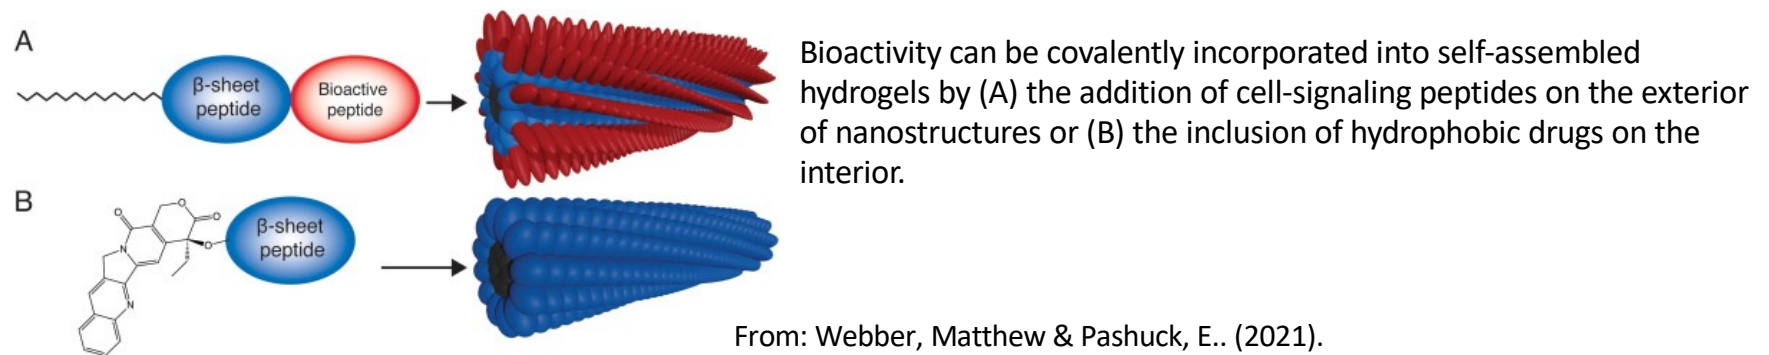 A
β-sheet
peptide
Bioactive
peptide
Bioactivity can be covalently incorporated into self-assembled
hydrogels by (A) the addition of cell-signaling peptides on the exterior
of nanostructures or (B) the inclusion of hydrophobic drugs on the
interior.
B
O
O
O
N
O
N
β-sheet
peptide
From: Webber, Matthew & Pashuck, E.. (2021).